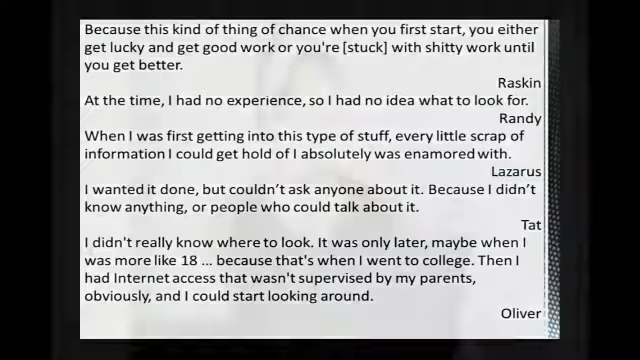 Because this kind of thing of chance when you first start, you either
get lucky and get good work or you're [stuck] with shitty work until
you get better.
Raskin
At the time, I had no experience, so I had no idea what to look for.
Randy
When I was first getting into this type of stuff, every little scrap of
information I could get hold of I absolutely was enamored with.
Lazarus
I wanted it done, but couldn’t ask anyone about it. Because I didn’t
know anything, or people who could talk about it.
Tat
I didn't really know where to look. It was only later, maybe when I
was more like 18 ... because that's when I went to college. Then I
had Internet access that wasn't supervised by my parents,
obviously, and I could start looking around.
Oliver